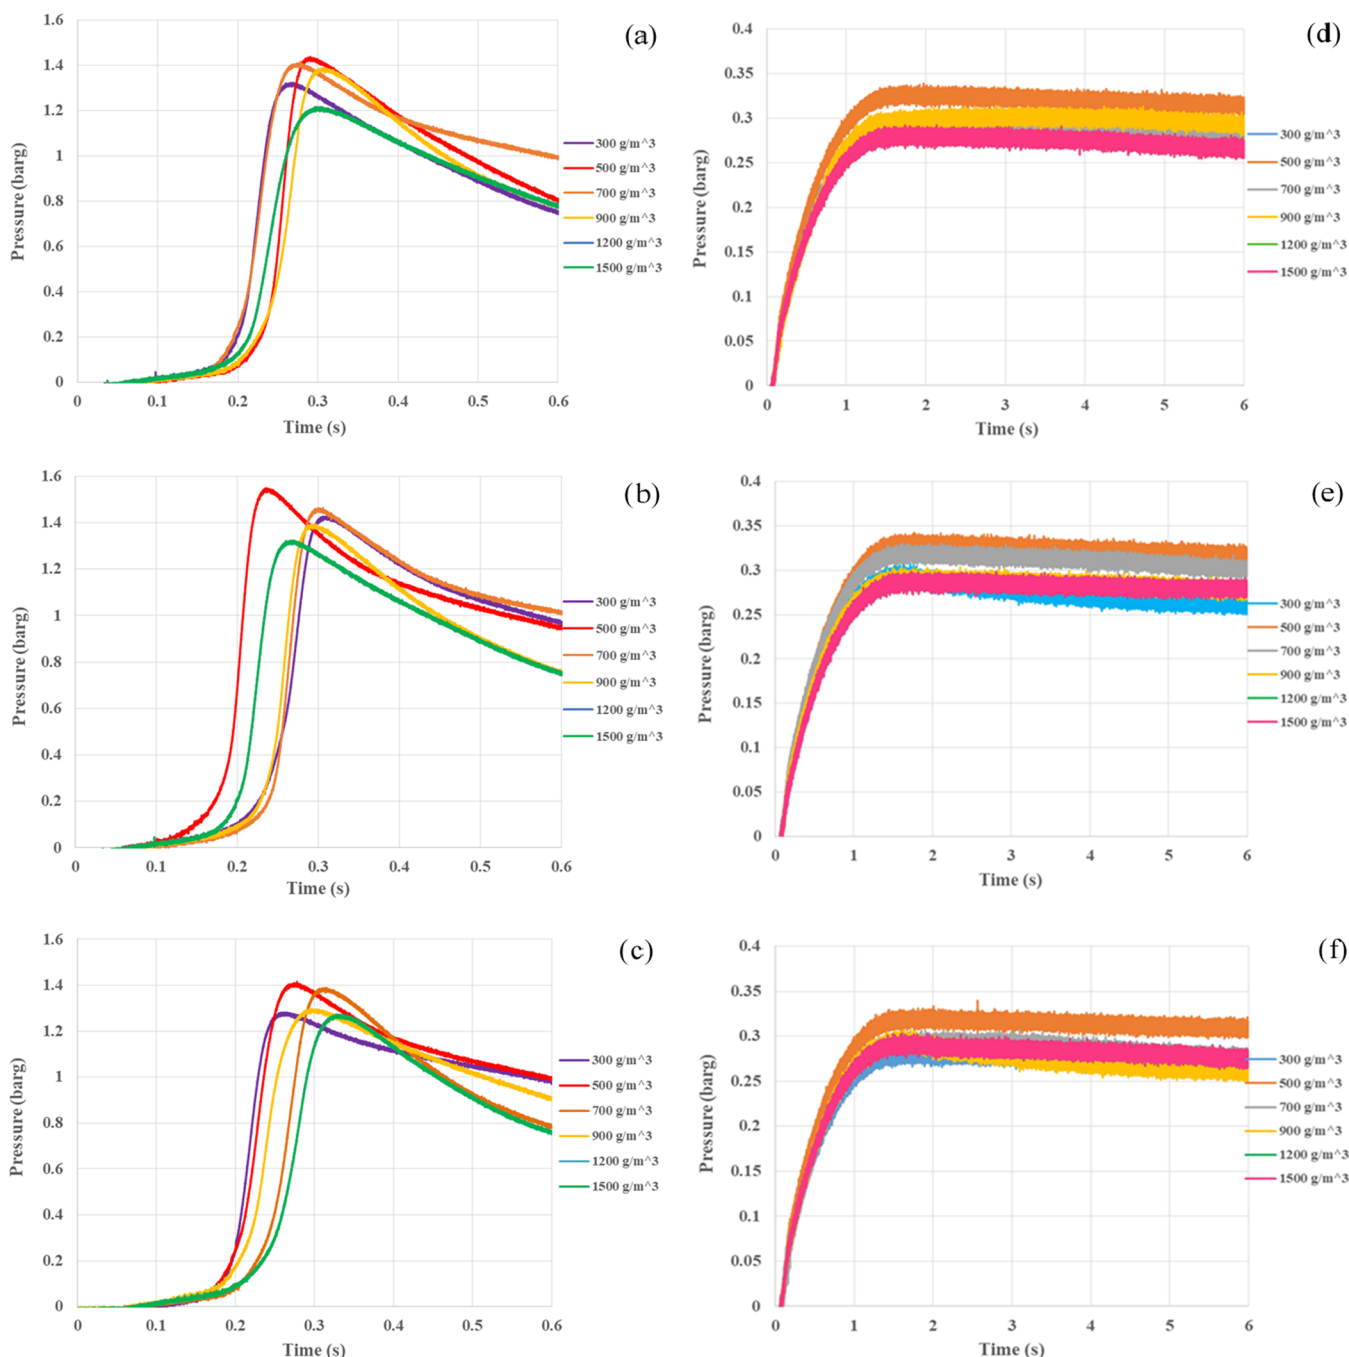 (a)
Pressure (barg)
1.6
1.4
1.2
1
0.8
0.6
0.4
0.2
0
0 0.1 0.2 0.3 0.4 0.5 0.6
Time (s)
300 g/m^3
500 g/m^3
700 g/m^3
900 g/m^3
1200 g/m^3
1500 g/m^3
(d)
Pressure (barg)
0.4
0.35
0.3
0.25
0.2
0.15
0.1
0.05
0
0 1 2 3 4 5 6
Time (s)
300 g/m^3
500 g/m^3
700 g/m^3
900 g/m^3
1200 g/m^3
1500 g/m^3
(b)
Pressure (barg)
1.6
1.4
1.2
1
0.8
0.6
0.4
0.2
0
0 0.1 0.2 0.3 0.4 0.5 0.6
Time (s)
300 g/m^3
500 g/m^3
700 g/m^3
900 g/m^3
1200 g/m^3
1500 g/m^3
(e)
Pressure (barg)
0.4
0.35
0.3
0.25
0.2
0.15
0.1
0.05
0
0 1 2 3 4 5 6
Time (s)
300 g/m^3
500 g/m^3
700 g/m^3
900 g/m^3
1200 g/m^3
1500 g/m^3
(c)
Pressure (barg)
1.6
1.4
1.2
1
0.8
0.6
0.4
0.2
0
0 0.1 0.2 0.3 0.4 0.5 0.6
Time (s)
300 g/m^3
500 g/m^3
700 g/m^3
900 g/m^3
1200 g/m^3
1500 g/m^3
(f)
Pressure (barg)
0.4
0.35
0.3
0.25
0.2
0.15
0.1
0.05
0
0 1 2 3 4 5 6
Time (s)
300 g/m^3
500 g/m^3
700 g/m^3
900 g/m^3
1200 g/m^3
1500 g/m^3